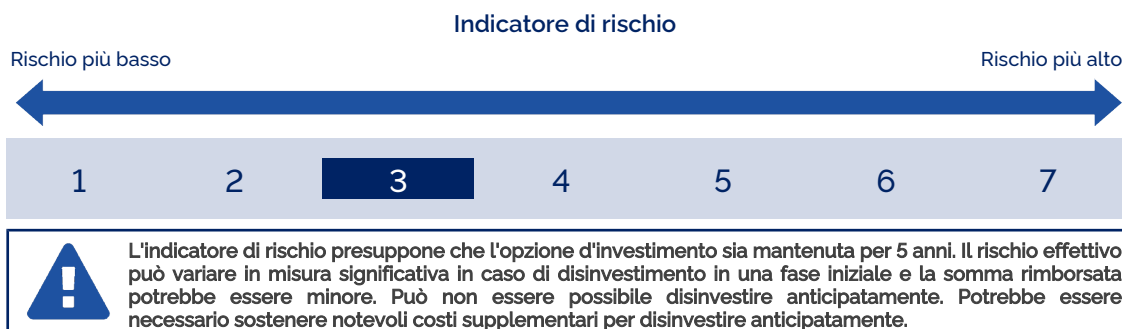 Indicatore di rischio
Rischio più basso
Rischio più alto
1 2 3 4 5 6 7
L'indicatore di rischio presuppone che l'opzione d'investimento sia mantenuta per 5 anni. Il rischio effettivo
può variare in misura significativa in caso di disinvestimento in una fase iniziale e la somma rimborsata
potrebbe essere minore. Può non essere possibile disinvestire anticipatamente. Potrebbe essere
necessario sostenere notevoli costi supplementari per disinvestire anticipatamente.